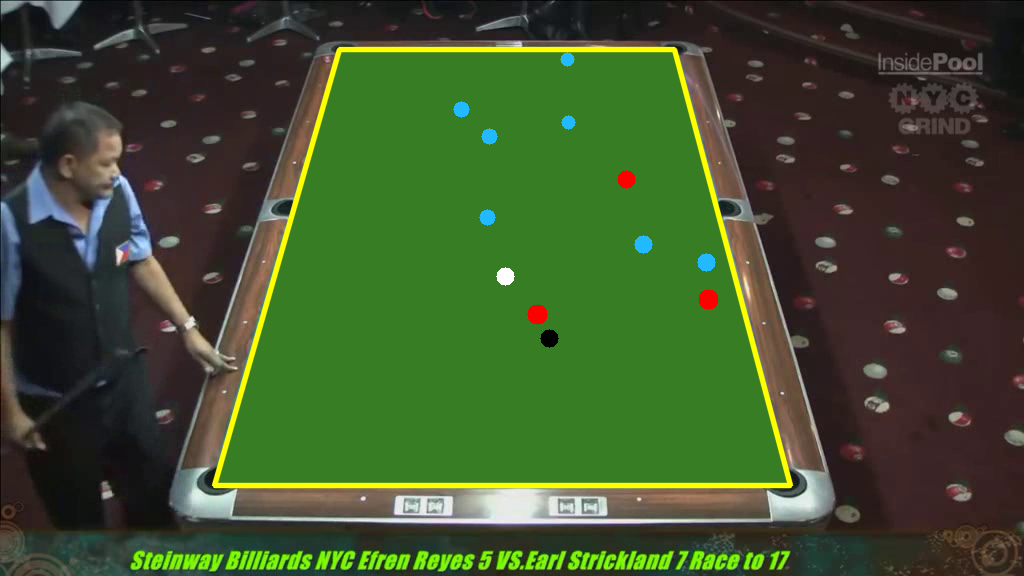 InsidePool
NYC
GRIND
Steinway Billiards NYC Efren Reyes 5 VS.Earl Strickland 7 Race to 17